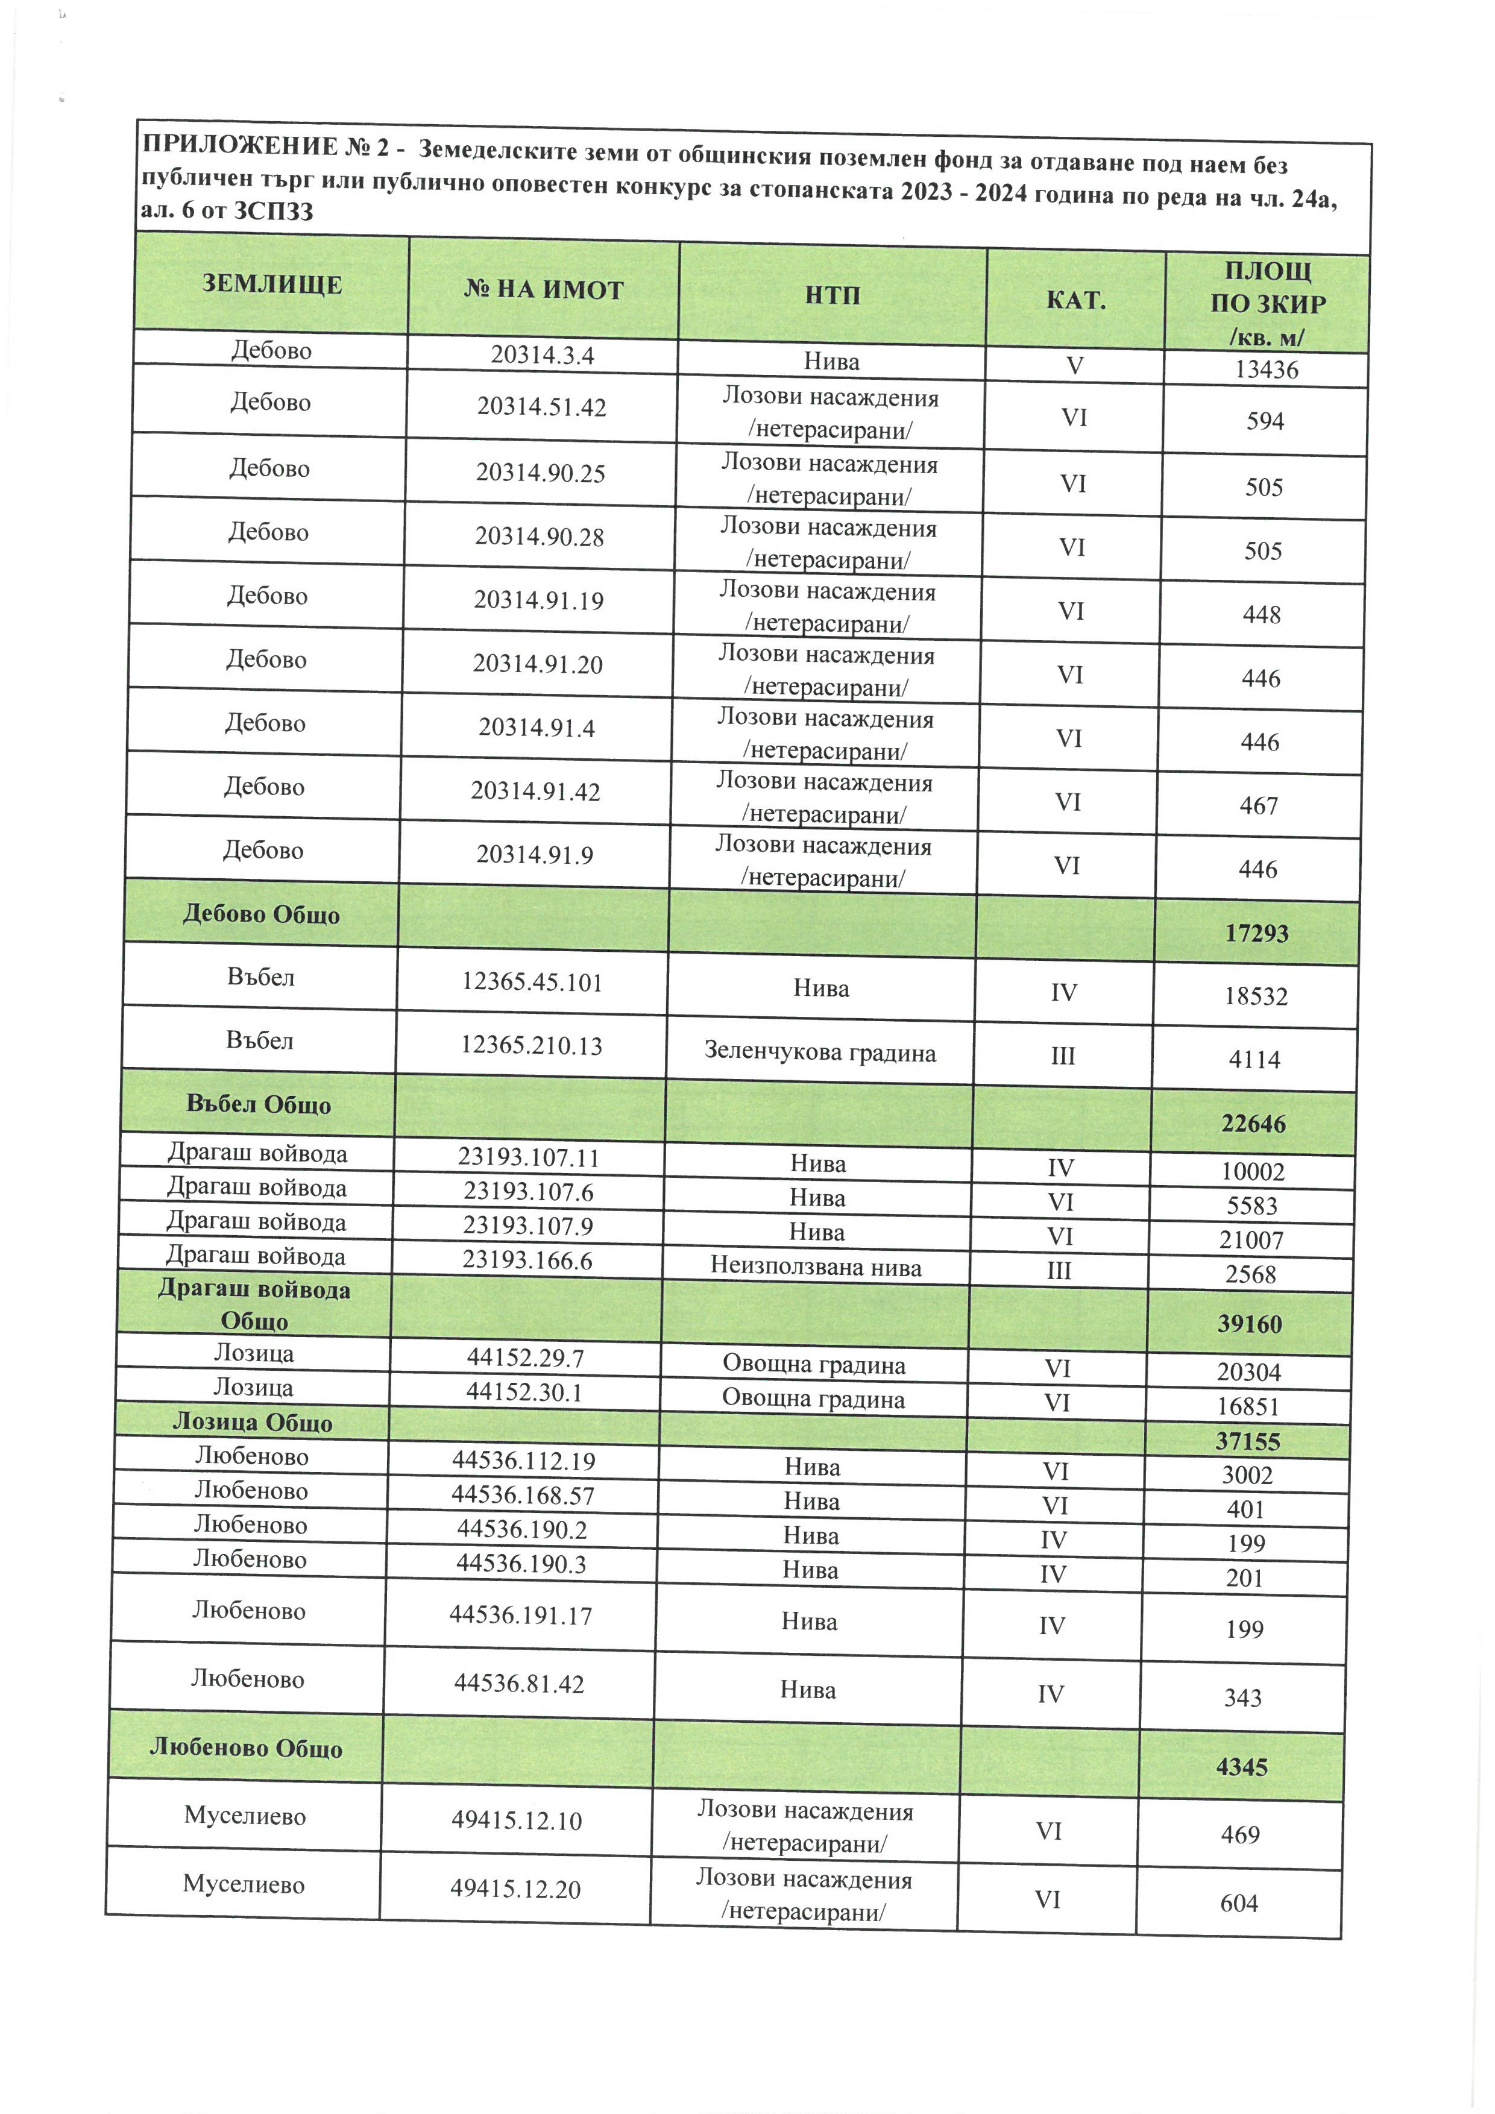 ПРИЛОЖЕНИЕ № 2 - Земеделските земи от общинския поземлен фонд за отдаване под наем без
публичен търг или публично оповестен конкурс за стопанската 2023 - 2024 година по реда на чл. 24а,
ал. 6 от ЗСПЗЗ
ЗЕМЛИЩЕ № НА ИМОТ НТП КАТ. ПЛОЩ
ПО ЗКИР
/кв. м/
Дебово 20314.3.4 Нива V 13436
Дебово 20314.51.42 Лозови насаждения VI 594
/нетерасирани/
Дебово 20314.90.25 Лозови насаждения VI 505
/нетерасирани/
Дебово 20314.90.28 Лозови насаждения VI 505
/нетерасирани/
Дебово 20314.91.19 Лозови насаждения VI 448
/нетерасирани/
Дебово 20314.91.20 Лозови насаждения VI 446
/нетерасирани/
Дебово 20314.91.4 Лозови насаждения VI 446
/нетерасирани/
Дебово 20314.91.42 Лозови насаждения VI 467
/нетерасирани/
Дебово 20314.91.9 Лозови насаждения VI 446
/нетерасирани/
Дебово Общо 17293
Въбел 12365.45.101 Нива IV 18532
Въбел 12365.210.13 Зеленчукова градина III 4114
Въбел Общо 22646
Драгаш войвода 23193.107.11 Нива IV 10002
Драгаш войвода 23193.107.6 Нива VI 5583
Драгаш войвода 23193.107.9 Нива VI 21007
Драгаш войвода 23193.166.6 Неизползвана нива III 2568
Драгаш войвода
Общо 39160
Лозица 44152.29.7 Овощна градина VI 20304
Лозица 44152.30.1 Овощна градина VI 16851
Лозица Общо 37155
Любеново 44536.112.19 Нива VI 3002
Любеново 44536.168.57 Нива VI 401
Любеново 44536.190.2 Нива IV 199
Любеново 44536.190.3 Нива IV 201
Любеново 44536.191.17 Нива IV 199
Любеново 44536.81.42 Нива IV 343
Любеново Общо 4345
Муселиево 49415.12.10 Лозови насаждения VI 469
/нетерасирани/
Муселиево 49415.12.20 Лозови насаждения VI 604
/нетерасирани/